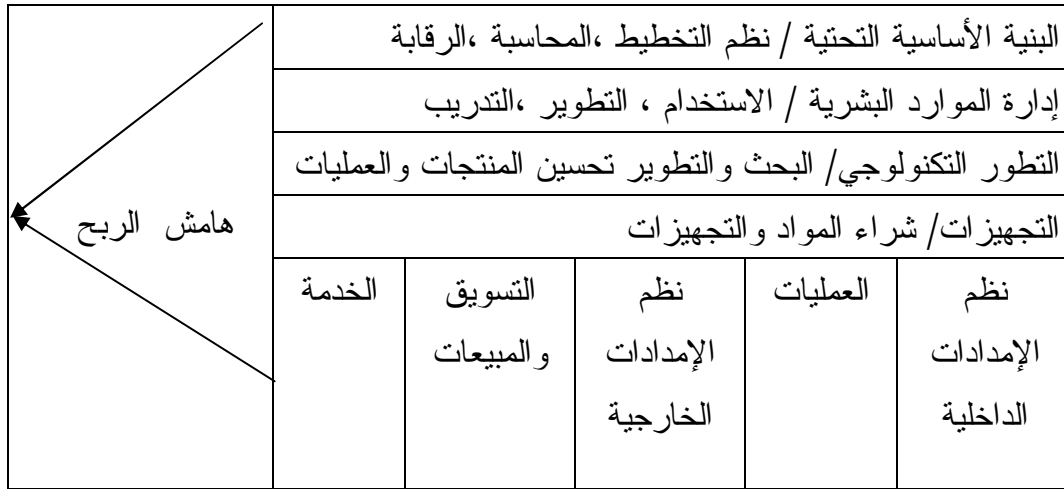 البنية الأساسية التحتية / نظم التخطيط ،المحاسبة ،الرقابة
إدارة الموارد البشرية / الاستخدام ، التطوير ،التدريب
التطور التكنولوجي/ البحث والتطوير تحسين المنتجات والعمليات
التجهيزات/ شراء المواد والتجهيزات
نظم
الإمدادات
الداخلية
العمليات
نظم
الإمدادات
الخارجية
التسويق
والمبيعات
الخدمة
هامش الربح